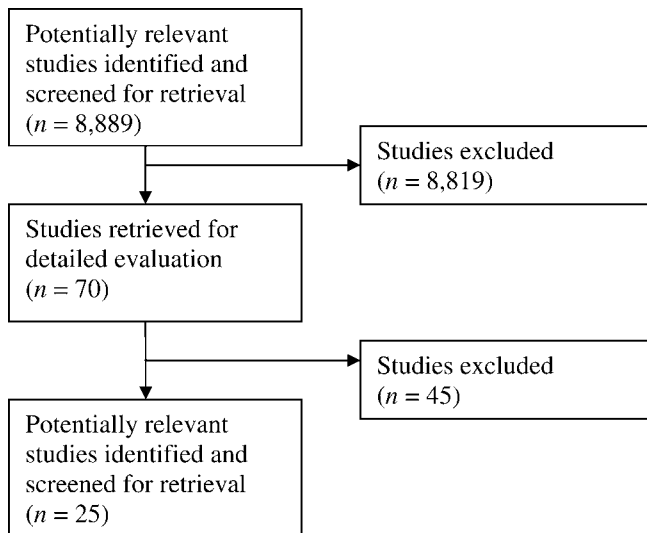 Potentially relevant
studies identified and
screened for retrieval
(n = 8,889)
Studies excluded
(n = 8,819)
Studies retrieved for
detailed evaluation
(n = 70)
Studies excluded
(n = 45)
Potentially relevant
studies identified and
screened for retrieval
(n = 25)